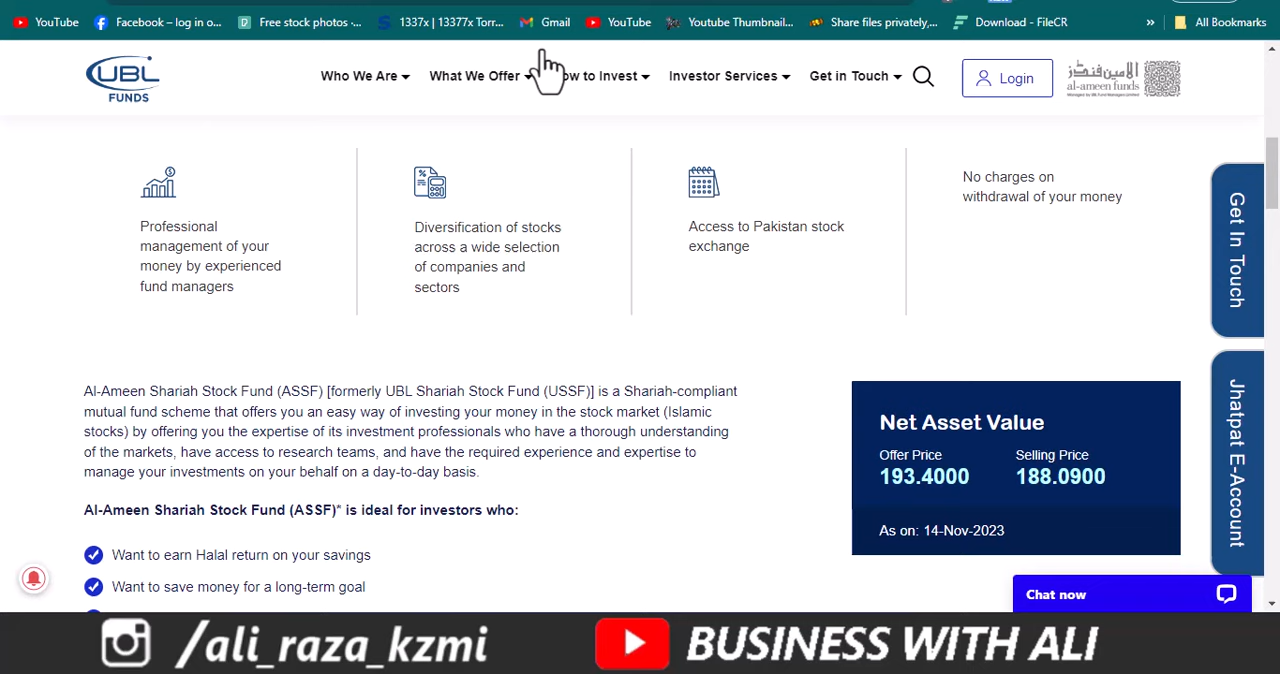 YouTube
Facebook – log in o...
Free stock photos ·...
1337x | 13377x Torr...
Gmail
YouTube
Youtube Thumbnail...
Share files privately,...
Download - FileCR
»
All Bookmarks
UBL
FUNDS
Who We Are
What We Offer
to Invest
Investor Services
Get in Touch
Login
الامین فنڈز
al-ameen funds
Professional
management of your
money by experienced
fund managers
Diversification of stocks
across a wide selection
of companies and
sectors
Access to Pakistan stock
exchange
No charges on
withdrawal of your money
Get In Touch
Jhatpat E-Account
Al-Ameen Shariah Stock Fund (ASSF) [formerly UBL Shariah Stock Fund (USSF)] is a Shariah-compliant
mutual fund scheme that offers you an easy way of investing your money in the stock market (Islamic
stocks) by offering you the expertise of its investment professionals who have a thorough understanding
of the markets, have access to research teams, and have the required experience and expertise to
manage your investments on your behalf on a day-to-day basis.
Al-Ameen Shariah Stock Fund (ASSF)* is ideal for investors who:
Want to earn Halal return on your savings
Want to save money for a long-term goal
Net Asset Value
Offer Price
Selling Price
193.4000
188.0900
As on: 14-Nov-2023
Chat now
/ali_raza_kzmi
BUSINESS WITH ALI